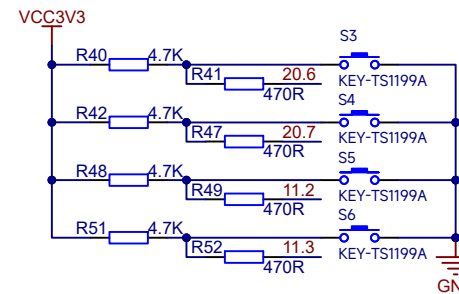 VCC3V3
S3
R40 4.7K
R41 20.6
KEY-TS1199A
470R
S4
R42 4.7K
R47 20.7
KEY-TS1199A
470R
S5
R48 4.7K
R49 11.2
KEY-TS1199A
470R
S6
R51 4.7K
R52 11.3
KEY-TS1199A
470R
GN